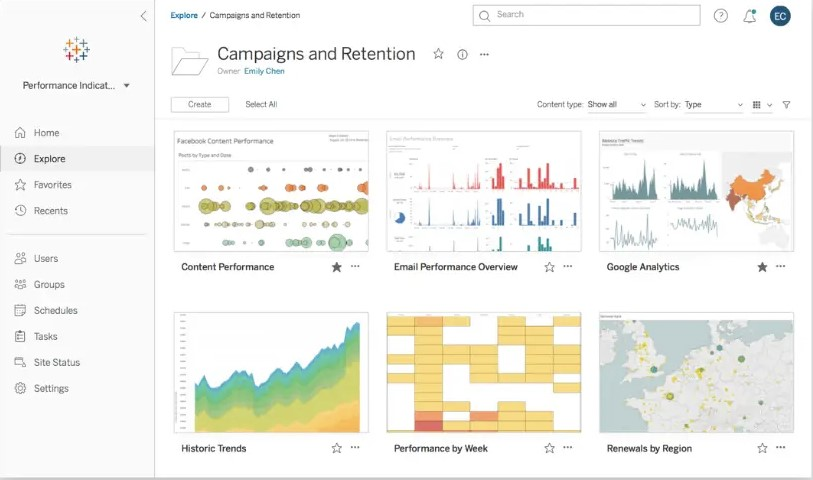 Explore / Campaigns and Retention
Search
EC
Campaigns and Retention
Owner Emily Chen
Performance Indicat...
Create
Select All
Content type: Show all
Sort by: Type
Home
Explore
Favorites
Recents
Users
Groups
Schedules
Tasks
Site Status
Settings
Facebook Content Performance
Posts by Type and Date
Content Performance
Email Performance Overview
Email Performance Overview
Website Traffic Trends
Google Analytics
Historic Trends
Performance by Week
Renewals by Region